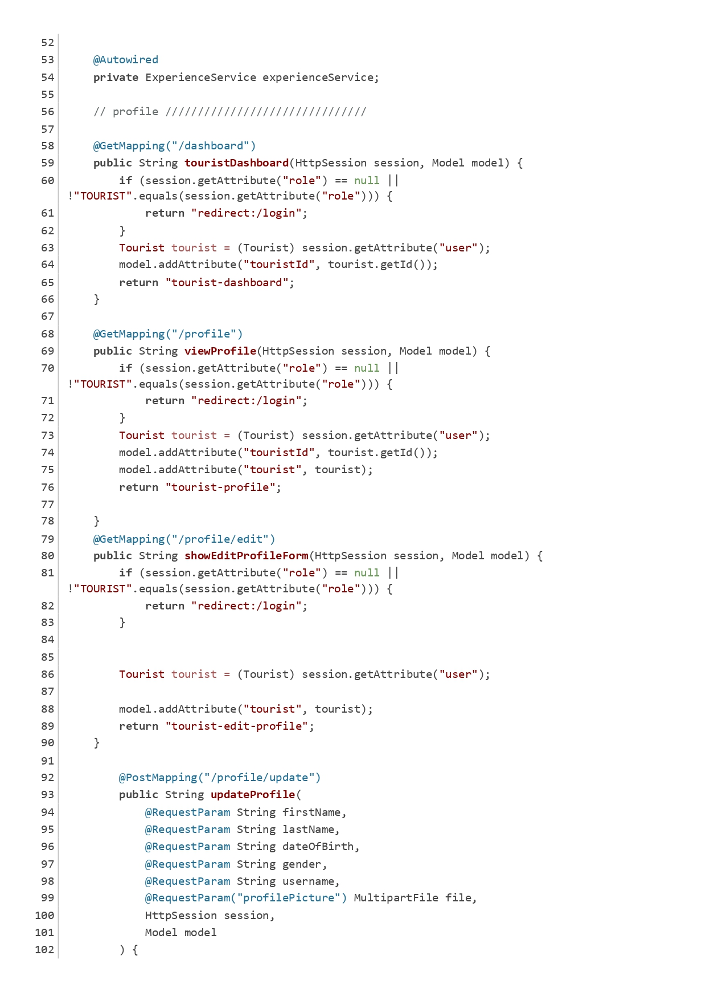 52
53     @Autowired
54     private ExperienceService experienceService;
55
56     // profile ///////////////////////////////
57
58     @GetMapping("/dashboard")
59     public String touristDashboard(HttpSession session, Model model) {
60         if (session.getAttribute("role") == null ||
!"TOURIST".equals(session.getAttribute("role"))) {
61             return "redirect:/login";
62         }
63         Tourist tourist = (Tourist) session.getAttribute("user");
64         model.addAttribute("touristId", tourist.getId());
65         return "tourist-dashboard";
66     }
67
68     @GetMapping("/profile")
69     public String viewProfile(HttpSession session, Model model) {
70         if (session.getAttribute("role") == null ||
!"TOURIST".equals(session.getAttribute("role"))) {
71             return "redirect:/login";
72         }
73         Tourist tourist = (Tourist) session.getAttribute("user");
74         model.addAttribute("touristId", tourist.getId());
75         model.addAttribute("tourist", tourist);
76         return "tourist-profile";
77
78     }
79     @GetMapping("/profile/edit")
80     public String showEditProfileForm(HttpSession session, Model model) {
81         if (session.getAttribute("role") == null ||
!"TOURIST".equals(session.getAttribute("role"))) {
82             return "redirect:/login";
83         }
84
85
86         Tourist tourist = (Tourist) session.getAttribute("user");
87
88         model.addAttribute("tourist", tourist);
89         return "tourist-edit-profile";
90     }
91
92         @PostMapping("/profile/update")
93         public String updateProfile(
94             @RequestParam String firstName,
95             @RequestParam String lastName,
96             @RequestParam String dateOfBirth,
97             @RequestParam String gender,
98             @RequestParam String username,
99             @RequestParam("profilePicture") MultipartFile file,
100             HttpSession session,
101             Model model
102         ) {